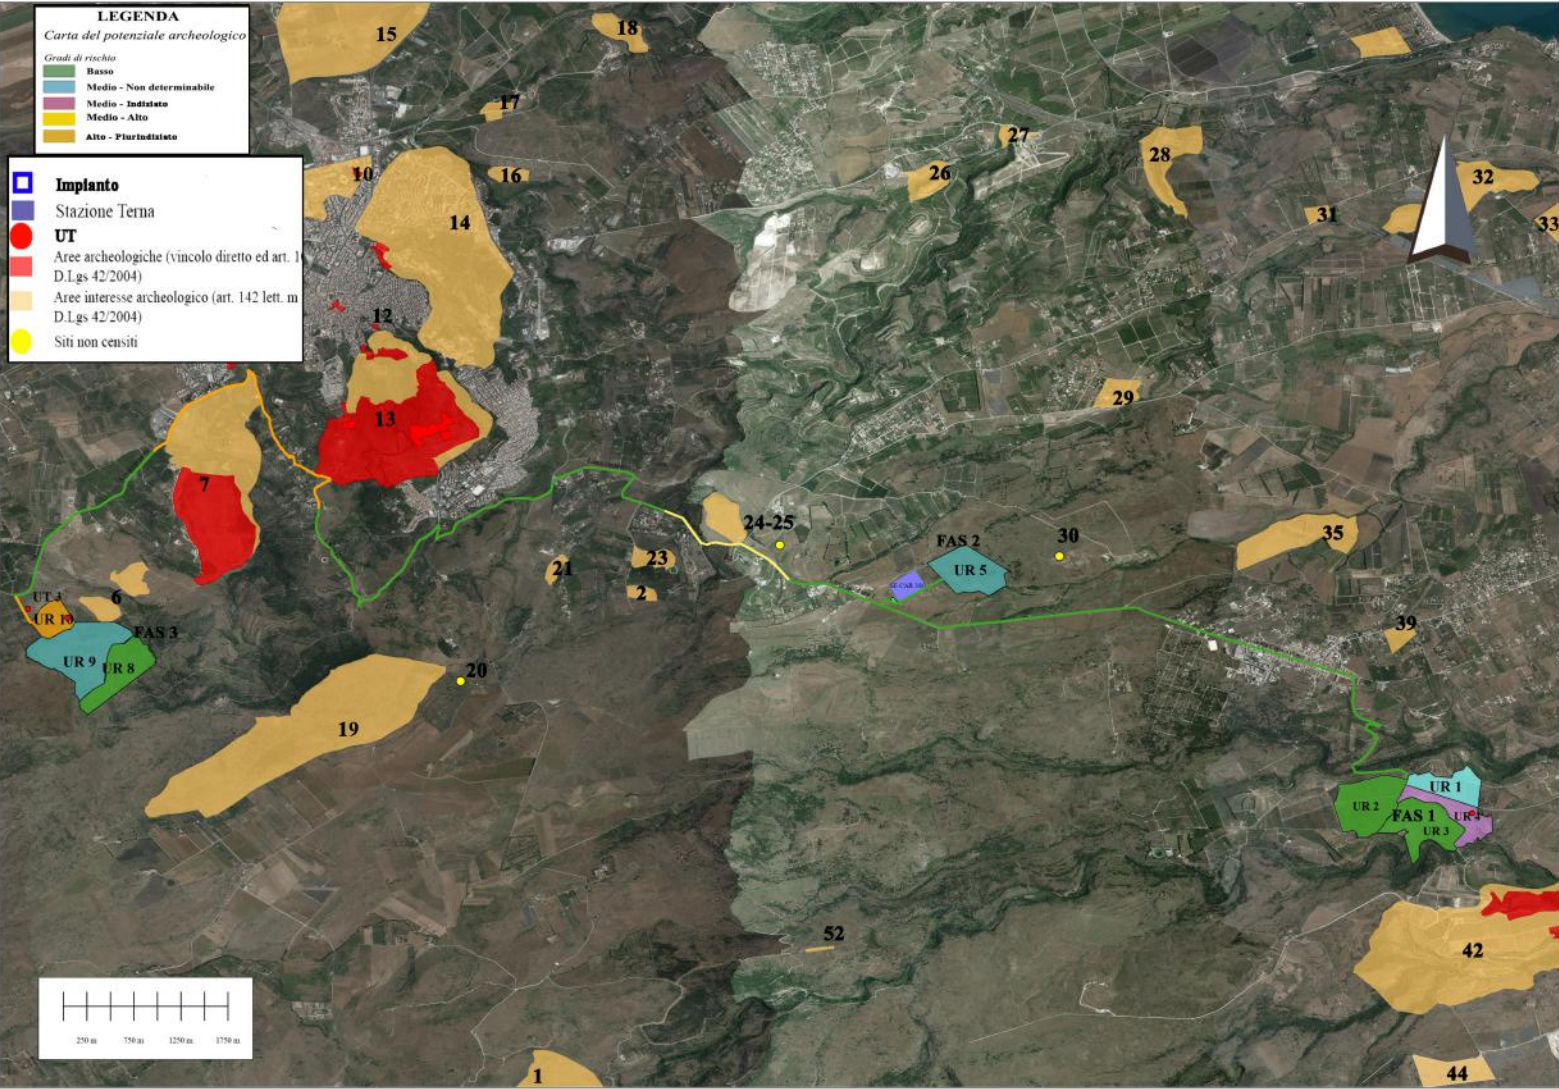 LEGENDA
Carta del potenziale archeologico
Gradi di rischio
Basso
Medio - Non determinabile
Medio - Indiziato
Medio - Alto
Alto - Plurindiziato
Impianto
Stazione Terna
UT
Aree archeologiche (vincolo diretto ed art. 1
D.Lgs 42/2004)
Aree interesse archeologico (art. 142 lett. m
D.Lgs 42/2004)
Siti non censiti
15
18
17
16
10
14
12
13
7
6
UT 3
UR 10
FAS 3
UR 9
UR 8
19
20
21
23
2
24-25
26
27
28
29
30
31
32
33
35
39
FAS 2
UR 5
UR 1
UR 2
FAS 1
UR 4
UR 3
42
44
52
1
250 m
750 m
1250 m
1750 m